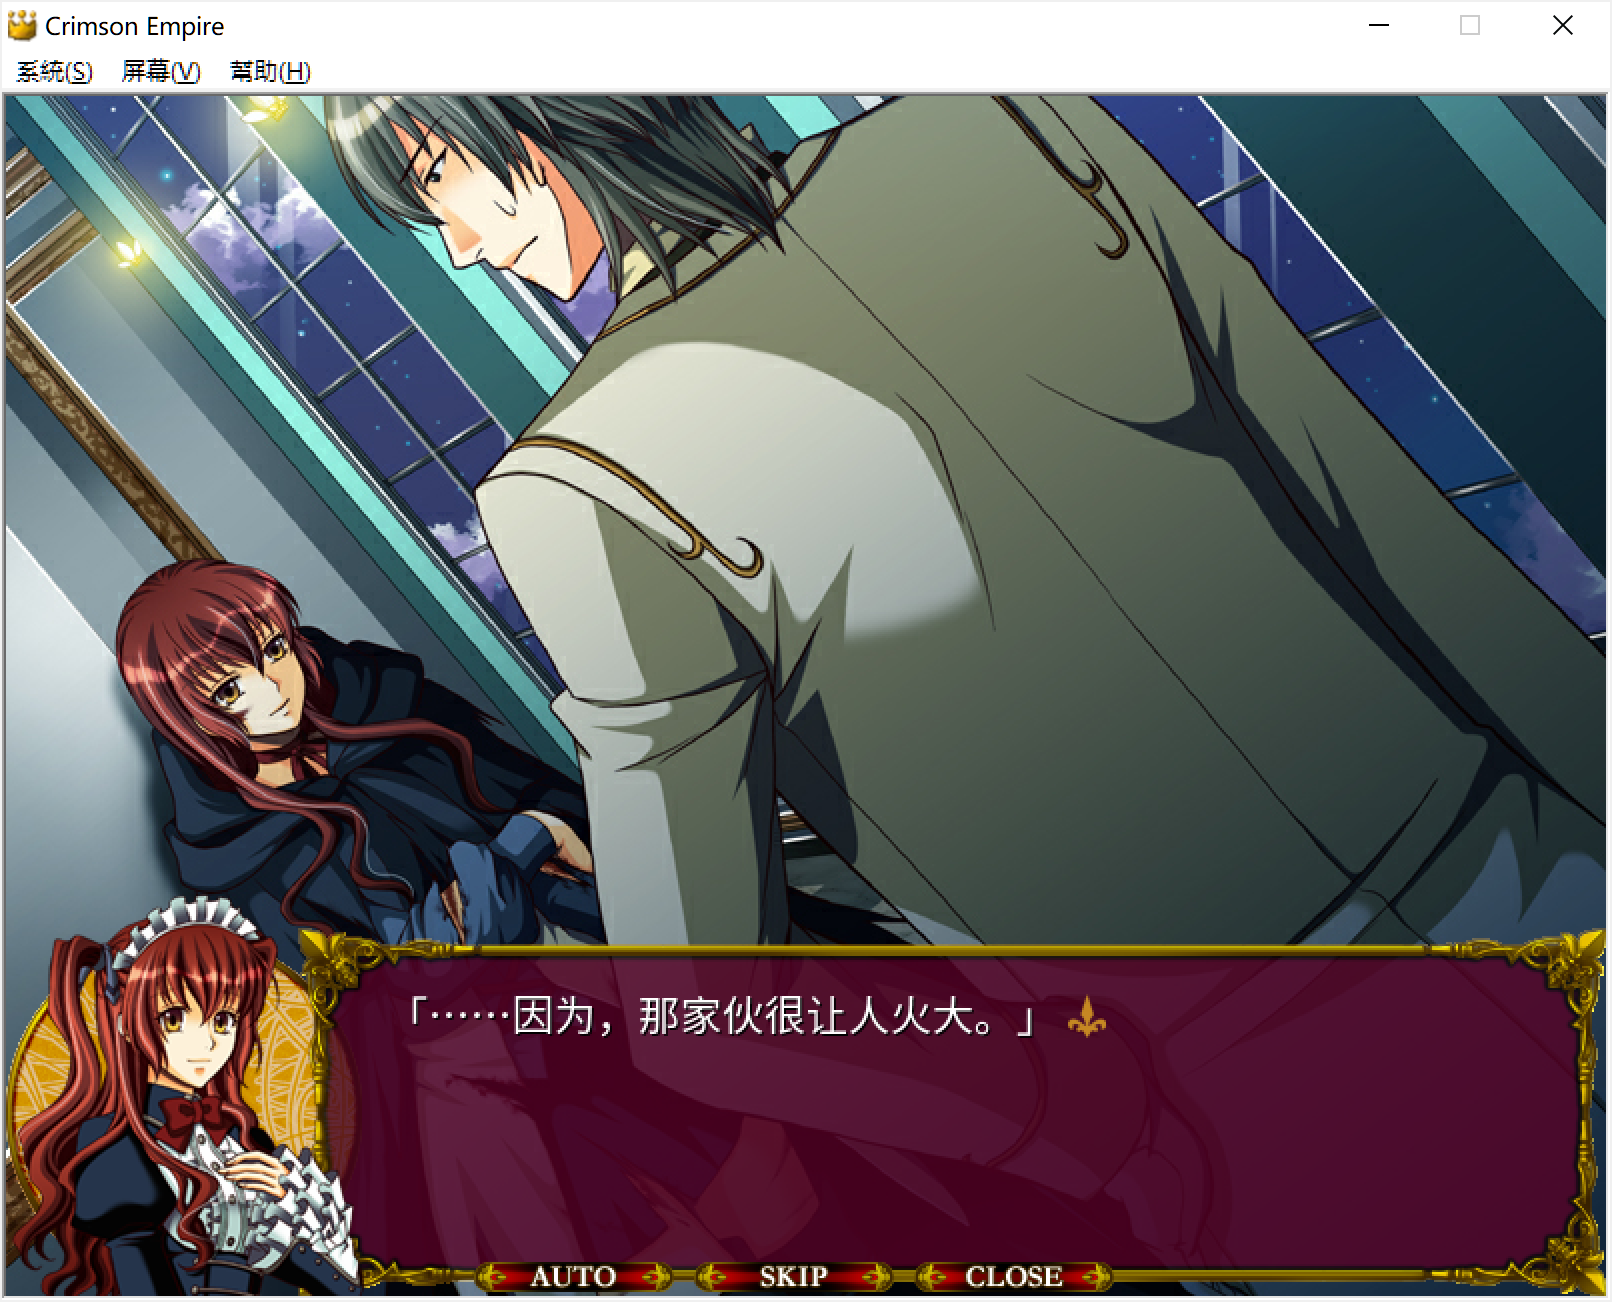 Crimson Empire
系統(S) 屏幕(V) 幫助(H)
「……因为，那家伙很让人火大。」
AUTO SKIP CLOSE